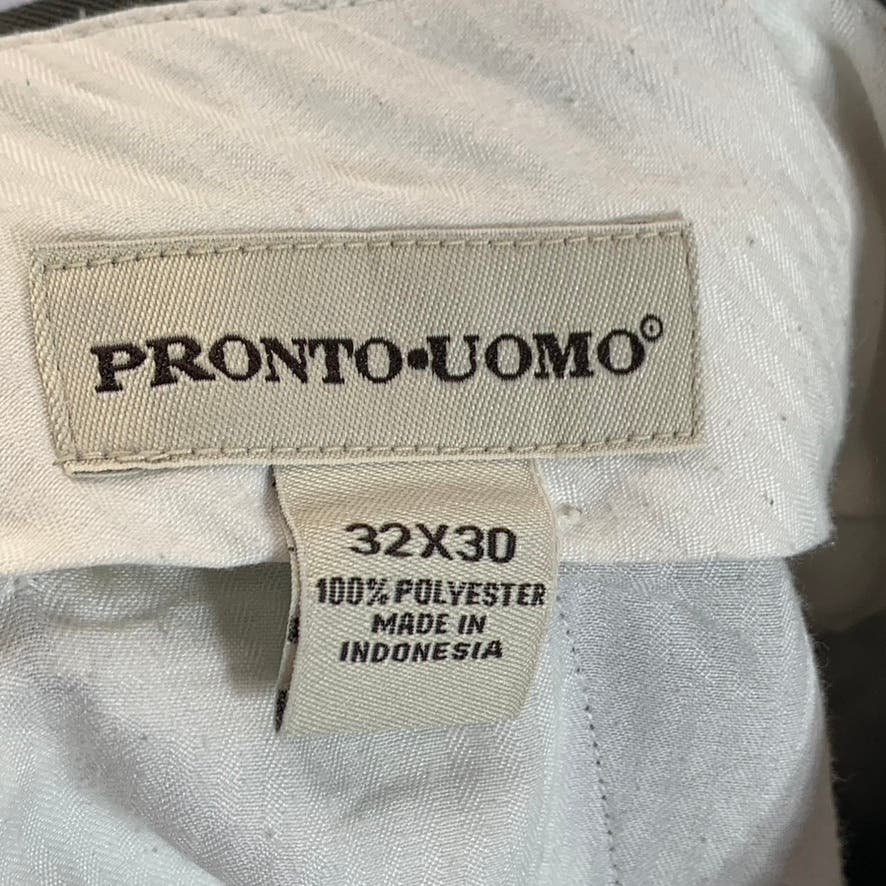 PRONTO•UOMO®
32X30
100% POLYESTER
MADE IN
INDONESIA